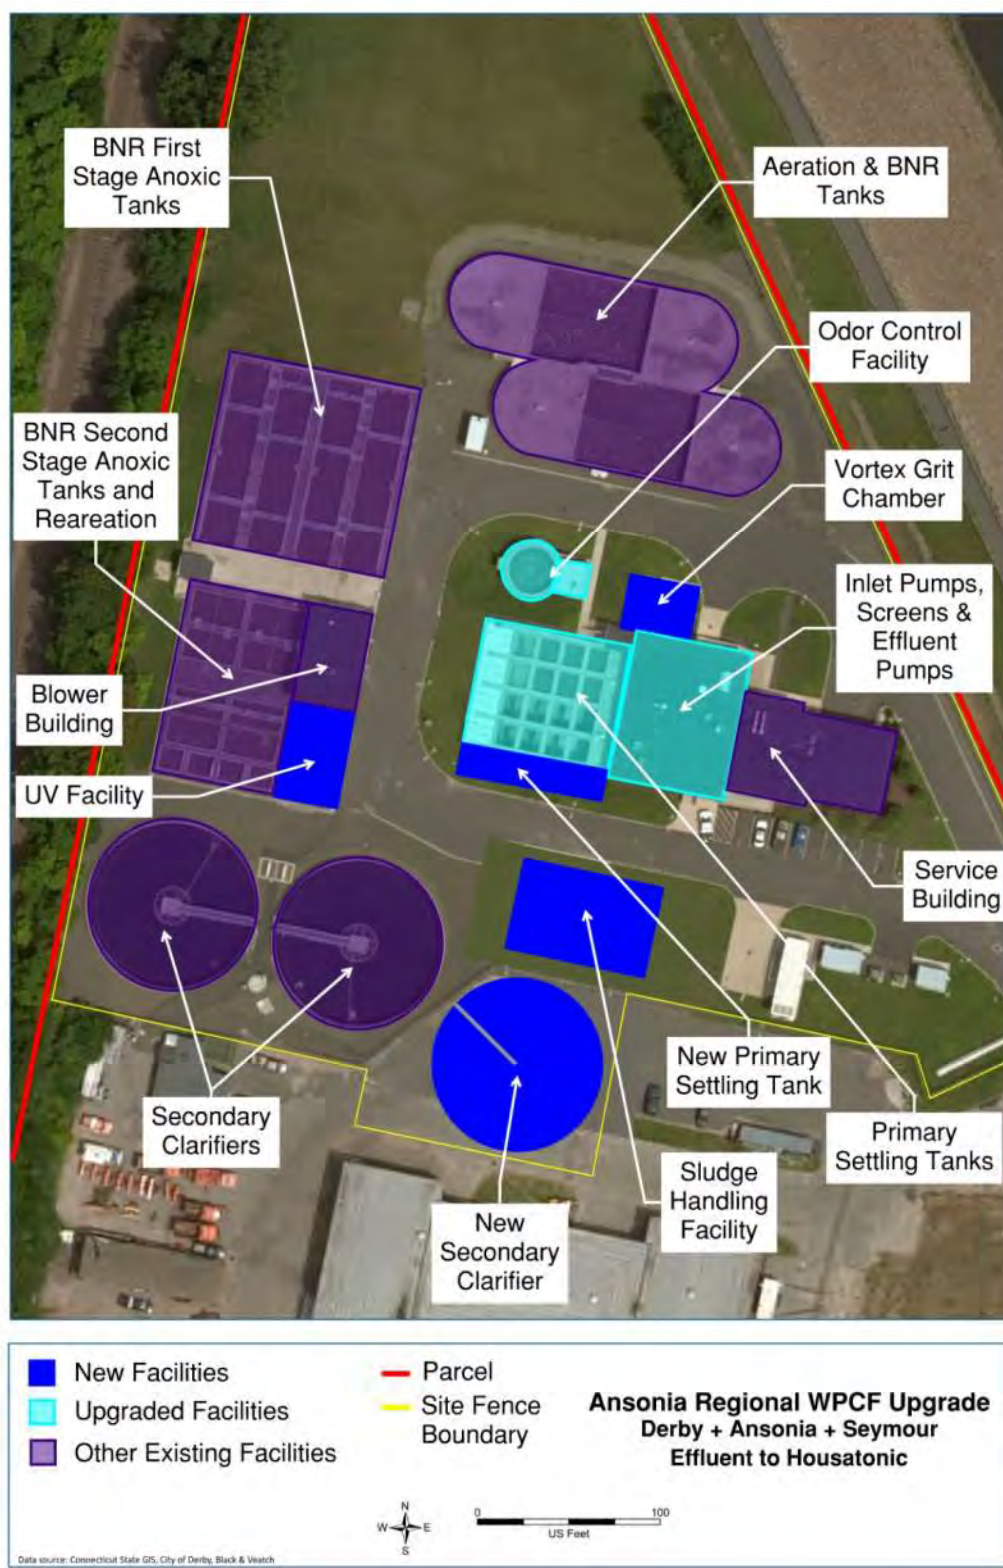 BNR First
Stage Anoxic
Tanks
Aeration & BNR
Tanks
Odor Control
Facility
BNR Second
Stage Anoxic
Tanks and
Reareation
Vortex Grit
Chamber
Inlet Pumps,
Screens &
Effluent
Pumps
Blower
Building
UV Facility
Service
Building
New Primary
Settling Tank
Secondary
Clarifiers
Primary
Settling Tanks
Sludge
Handling
Facility
New
Secondary
Clarifier
New Facilities
Upgraded Facilities
Other Existing Facilities
Parcel
Site Fence
Boundary
Ansonia Regional WPCF Upgrade
Derby + Ansonia + Seymour
Effluent to Housatonic
N
W E
S
0 100
US Feet
Data source: Connecticut State GIS, City of Derby, Black & Veatch